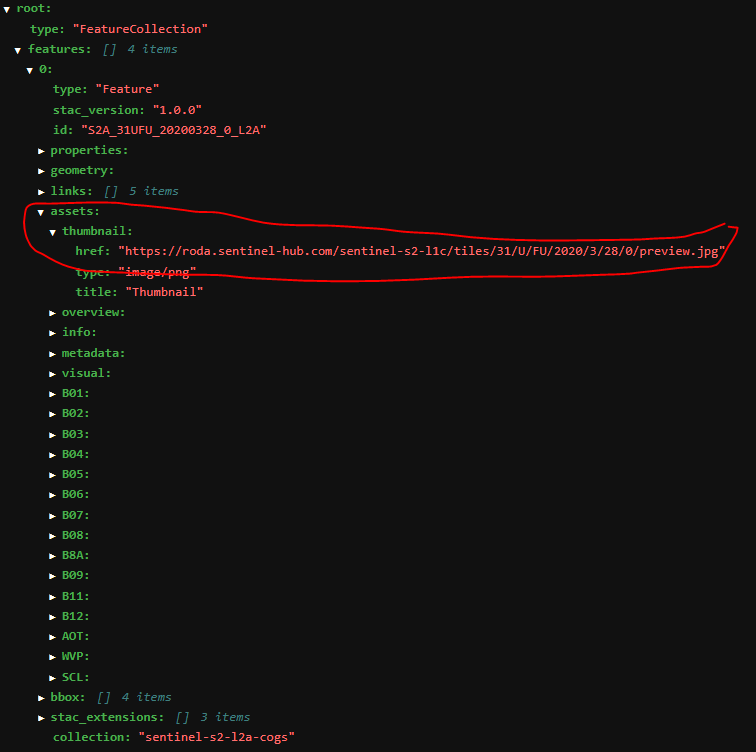 root:
type: "FeatureCollection"
features: [] 4 items
0:
type: "Feature"
stac_version: "1.0.0"
id: "S2A_31UFU_20200328_0_L2A"
properties:
geometry:
links: [] 5 items
assets:
thumbnail:
href: "https://roda.sentinel-hub.com/sentinel-s2-l1c/tiles/31/U/FU/2020/3/28/0/preview.jpg"
type: "image/png"
title: "Thumbnail"
overview:
info:
metadata:
visual:
B01:
B02:
B03:
B04:
B05:
B06:
B07:
B08:
B8A:
B09:
B11:
B12:
AOT:
WVP:
SCL:
bbox: [] 4 items
stac_extensions: [] 3 items
collection: "sentinel-s2-l2a-cogs"